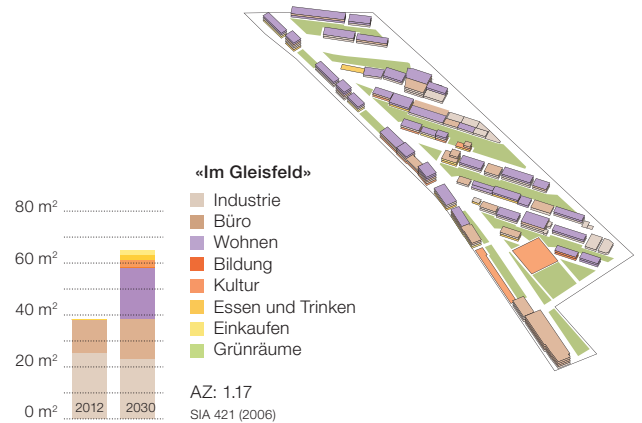 «Im Gleisfeld»
Industrie
Büro
Wohnen
Bildung
Kultur
Essen und Trinken
Einkaufen
Grünräume
AZ: 1.17
SIA 421 (2006)
80 m²
60 m²
40 m²
20 m²
0 m²
2012 2030